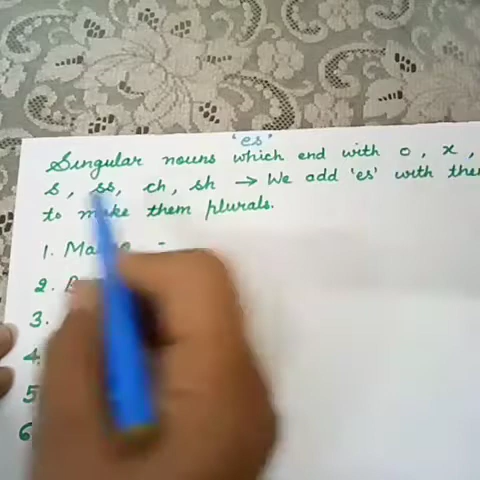 'es'
Singular nouns which end with o, x,
s, ss, ch, sh → We add 'es' with
to make them plurals.
1.
2.
3.
4
5
6